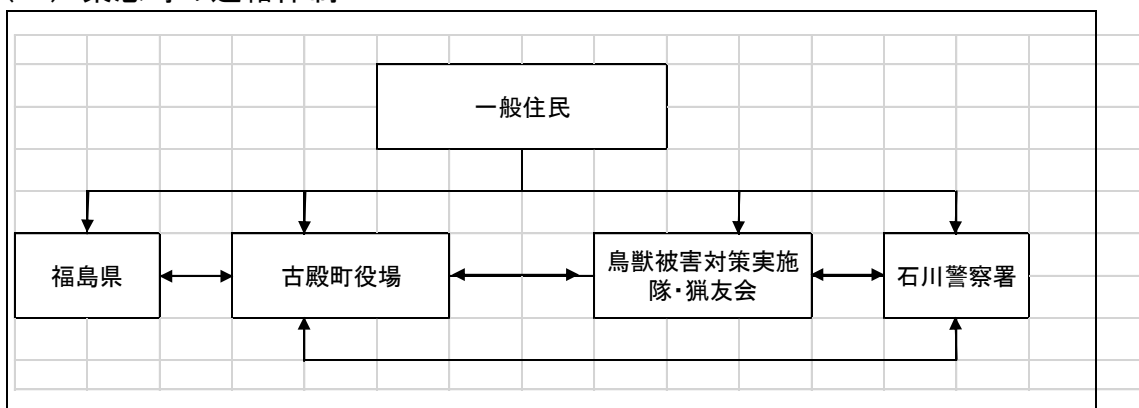 一般住民
福島県
古殿町役場
鳥獣被害対策実施
隊・猟友会
石川警察署